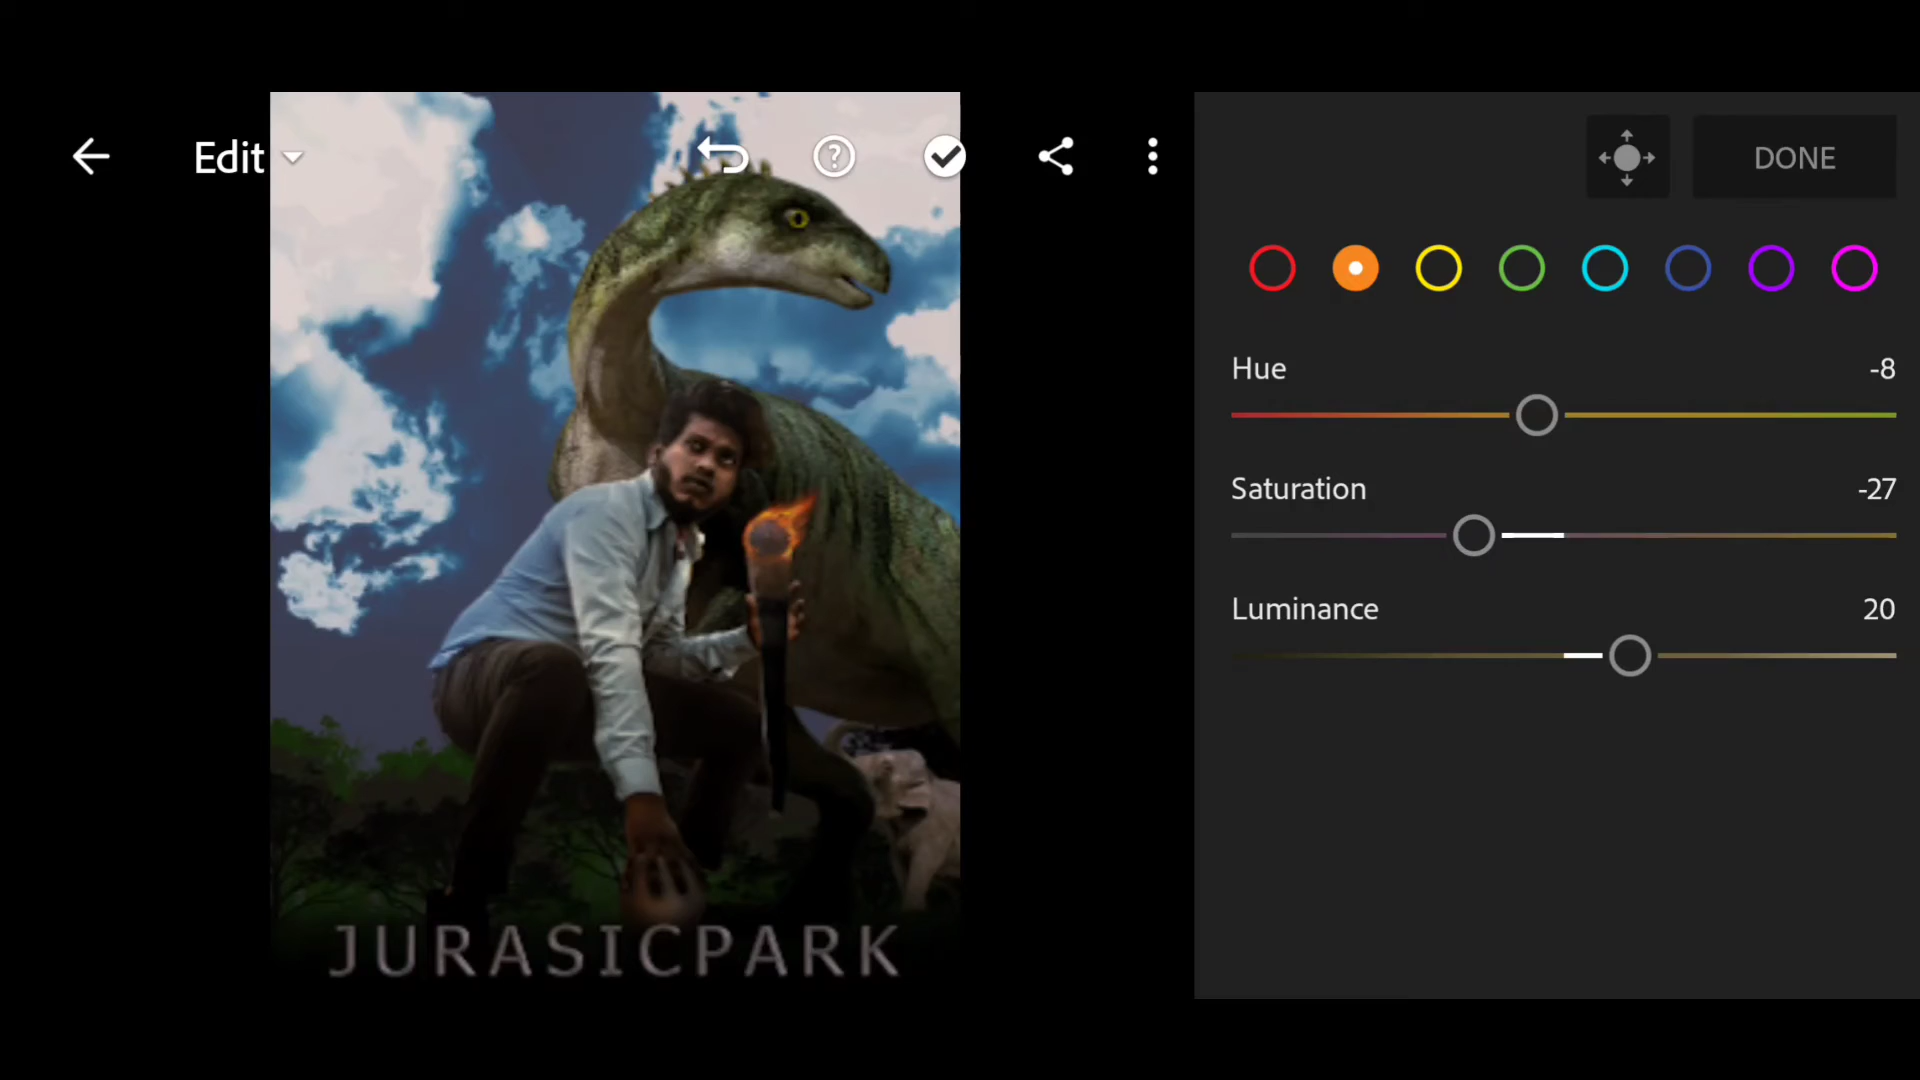 Edit
DONE
Hue -8
Saturation -27
Luminance 20
JURASICPARK